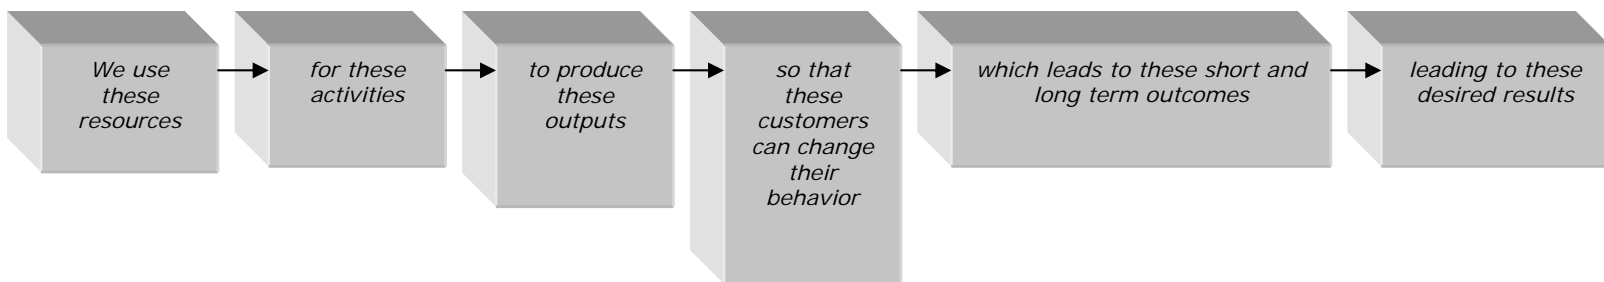 We use
these
resources
for these
activities
to produce
these
outputs
so that
these
customers
can change
their
behavior
which leads to these short and
long term outcomes
leading to these
desired results